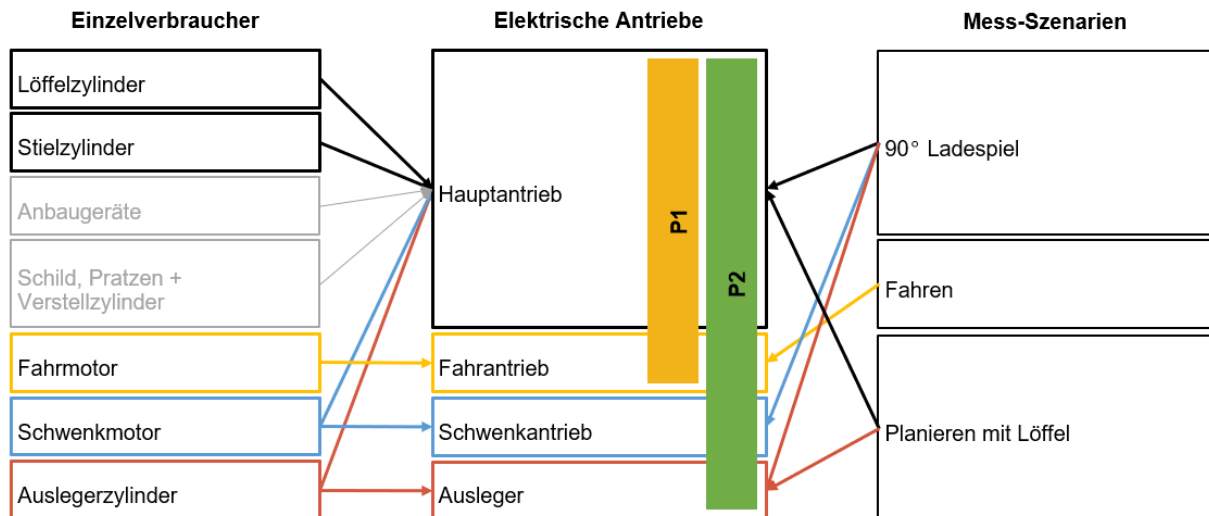 Einzelverbraucher
Elektrische Antriebe
Mess-Szenarien
Löffelzylinder
Stielzylinder
Anbaugeräte
Schild, Pratzen +
Verstellzylinder
Fahrmotor
Schwenkmotor
Auslegerzylinder
Hauptantrieb
P1
P2
Fahrantrieb
Schwenkantrieb
Ausleger
90° Ladespiel
Fahren
Planieren mit Löffel